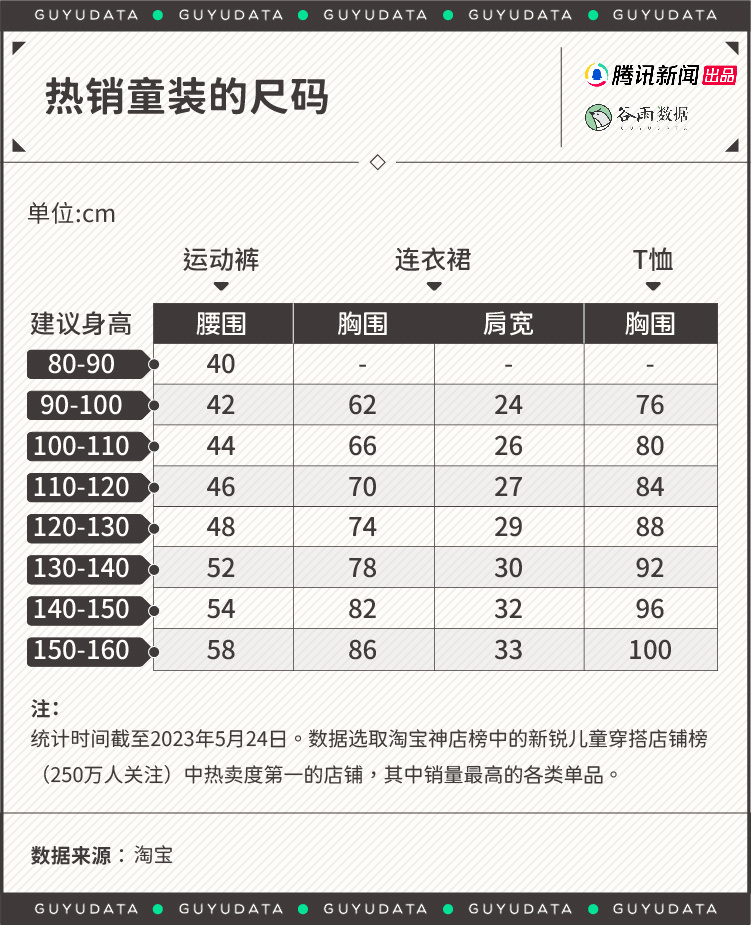 GUYUDATA GUYUDATA GUYUDATA GUYUDATA GUYUDATA
热销童装的尺码
腾讯新闻 出品
谷雨数据
GUYUDATA
单位:cm
运动裤 连衣裙 T恤
建议身高 腰围 胸围 肩宽 胸围
80-90 40 - - -
90-100 42 62 24 76
100-110 44 66 26 80
110-120 46 70 27 84
120-130 48 74 29 88
130-140 52 78 30 92
140-150 54 82 32 96
150-160 58 86 33 100
注:
统计时间截至2023年5月24日。数据选取淘宝神店榜中的新锐儿童穿搭店铺榜
（250万人关注）中热卖度第一的店铺，其中销量最高的各类单品。
数据来源：淘宝
GUYUDATA GUYUDATA GUYUDATA GUYUDATA GUYUDATA